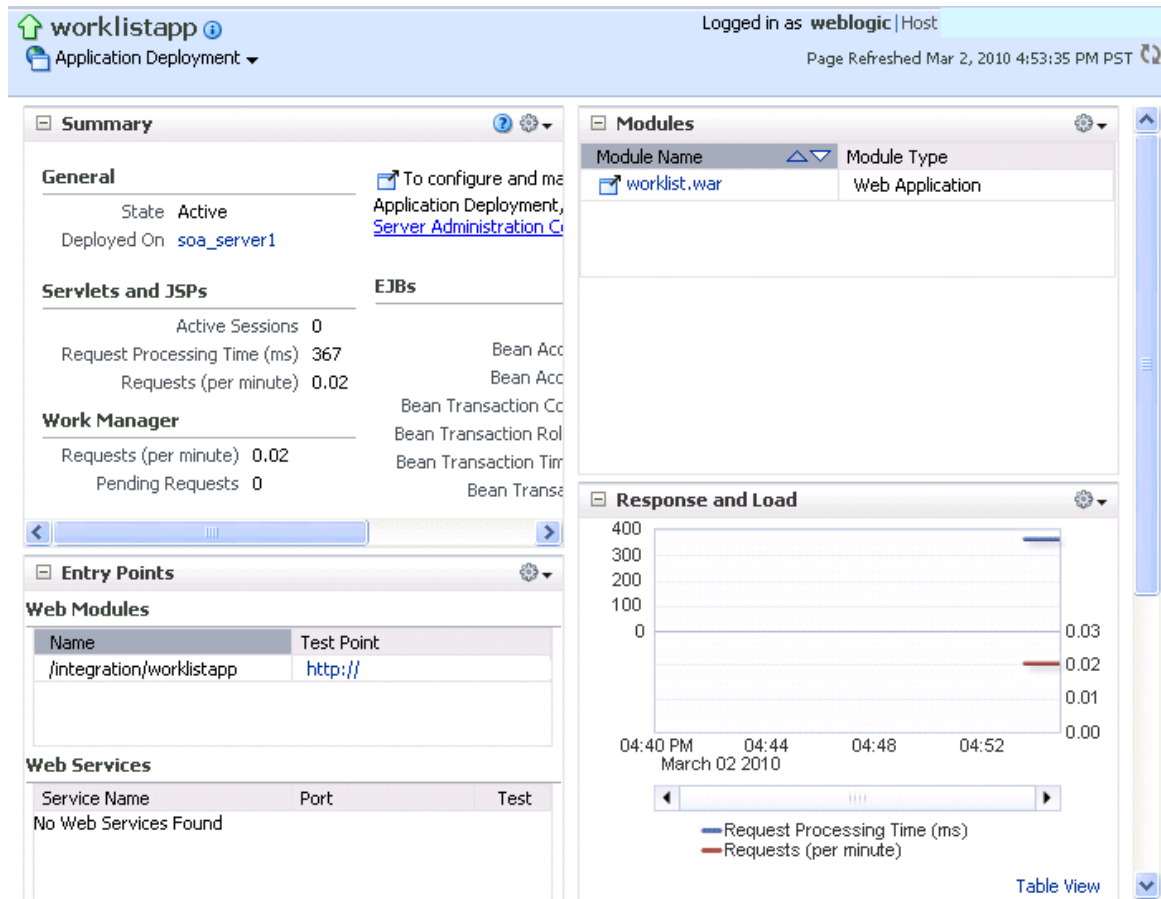 worklistapp
Logged in as weblogic|Host
Application Deployment
Page Refreshed Mar 2, 2010 4:53:35 PM PST
Summary
General
State Active
Deployed On soa_server1
To configure and ma
Application Deployment,
Server Administration C
Servlets and JSPs
Active Sessions 0
Request Processing Time (ms) 367
Requests (per minute) 0.02
Work Manager
Requests (per minute) 0.02
Pending Requests 0
EJBs
Bean Acc
Bean Acc
Bean Transaction Co
Bean Transaction Rol
Bean Transaction Tim
Bean Transa
Entry Points
Web Modules
Name Test Point
/integration/worklistapp http://
Web Services
Service Name Port Test
No Web Services Found
Modules
Module Name Module Type
worklist.war Web Application
Response and Load
400
300
200
100
0
0.03
0.02
0.01
0.00
04:40 PM 04:44 04:48 04:52
March 02 2010
Request Processing Time (ms)
Requests (per minute)
Table View